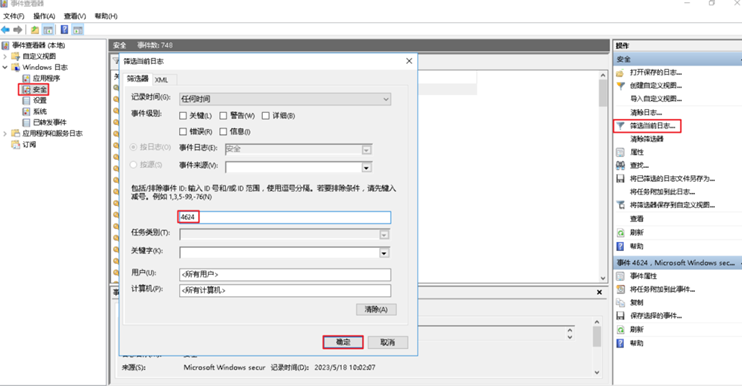 事件查看器
文件(F) 操作(A) 查看(V) 帮助(H)
事件查看器 (本地)
自定义视图
Windows 日志
应用程序
安全
设置
系统
已转发事件
应用程序和服务日志
订阅
安全 事件数: 748
筛选当前日志
筛选器 XML
记录时间(G): 任何时间
事件级别: 关键(L) 警告(W) 详细(B)
错误(R) 信息(I)
按日志(O) 事件日志(E): 安全
按源(S) 事件来源(V):
包括/排除事件 ID: 输入 ID 号和/或 ID 范围，使用逗号分隔。若要排除条件，请先键入
减号。例如 1,3,5-99,-76(N)
4624
任务类别(T):
关键字(K):
用户(U): <所有用户>
计算机(P): <所有计算机>
清除(A)
确定 取消
来源(S): Microsoft Windows secur 记录时间(D): 2023/5/18 10:02:07
操作
安全
打开保存的日志...
创建自定义视图...
导入自定义视图...
清除日志...
筛选当前日志...
清除筛选器
属性
查找...
将已筛选的日志文件另存为...
将任务附加到此日志...
将筛选器保存到自定义视图...
查看
刷新
帮助
事件 4624，Microsoft Windows sec...
事件属性
将任务附加到此事件...
复制
保存选择的事件...
刷新
帮助